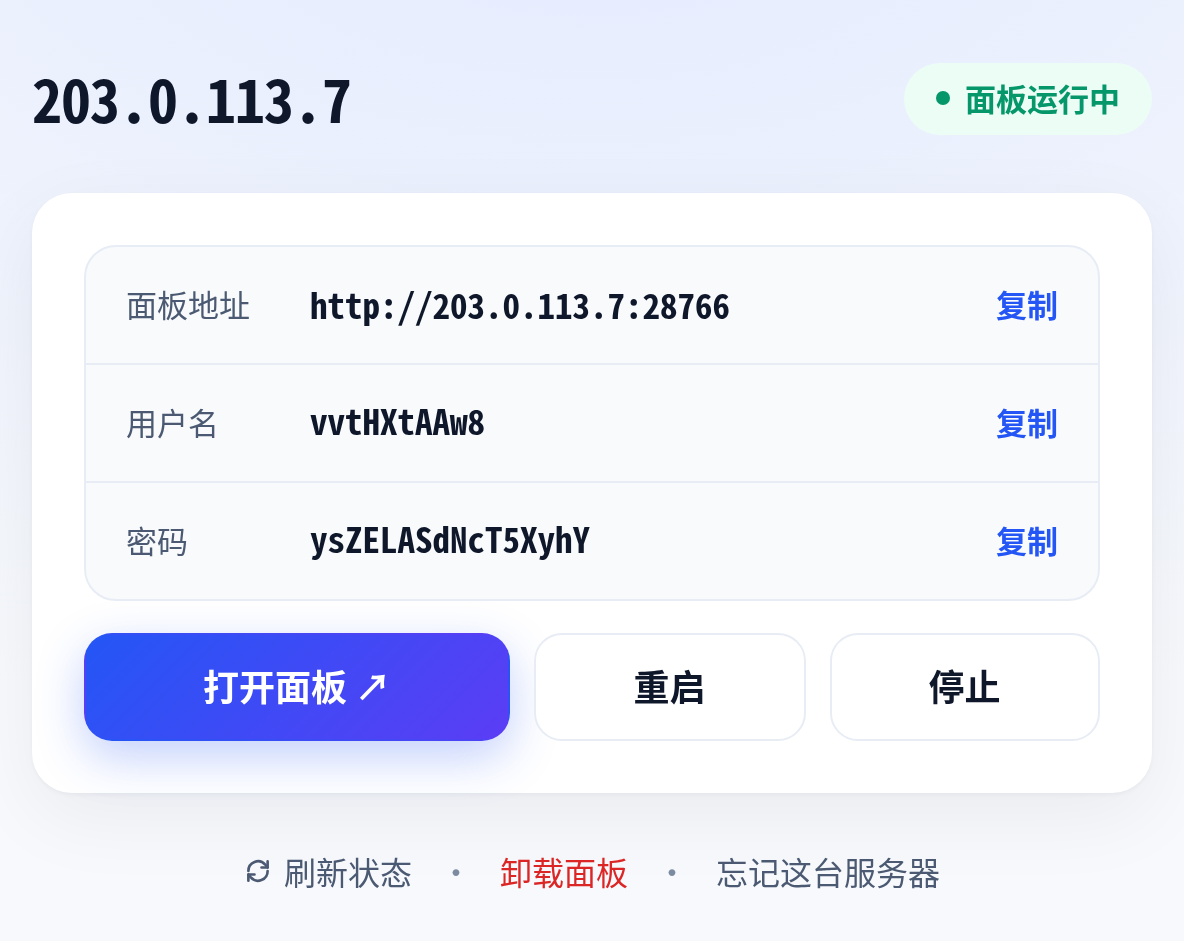 203.0.113.7
面板运行中
面板地址 http://203.0.113.7:28766 复制
用户名 vvtHXtAAw8 复制
密码 ysZELASdNcT5XyhY 复制
打开面板 ↗ 重启 停止
刷新状态 • 卸载面板 • 忘记这台服务器